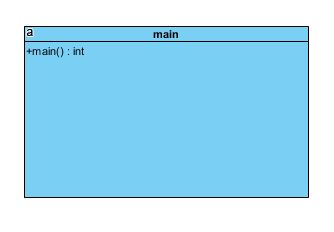 a
main
+main() : int